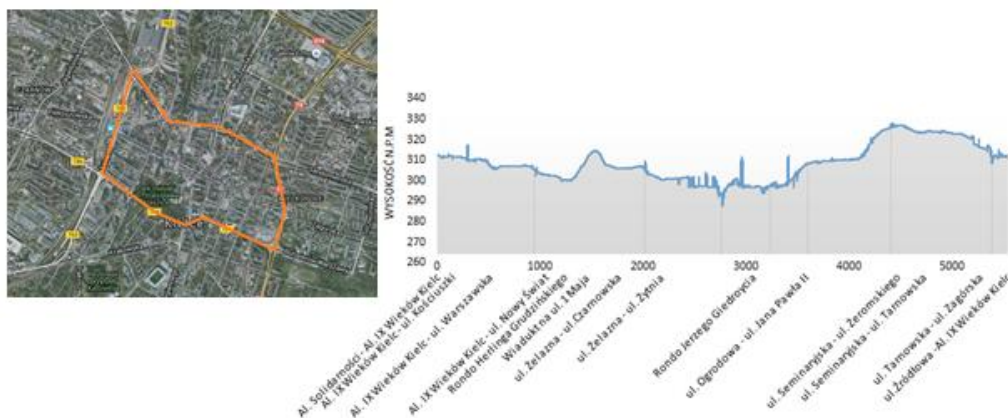 340
330
320
310
300
290
280
270
260
WYSOKOŚĆ N.P.M
0
1000
2000
3000
4000
5000
Al. Solidarności - Al. IX Wieków Kielc
Al. IX Wieków Kielc - ul. Kościuszki
Al. IX Wieków Kielc - ul. Warszawska
Al. IX Wieków Kielc - ul. Nowy Świat
Rondo Herlinga Grudzińskiego
Wiadukt na ul. 1 Maja
ul. Żelazna - ul. Czarnowska
ul. Żelazna - ul. Żytnia
Rondo Jerzego Giedroycia
ul. Ogrodowa - ul. Jana Pawła II
ul. Seminaryjska - ul. Żeromskiego
ul. Seminaryjska - ul. Tarnowska
ul. Tarnowska - ul. Zagórska
ul.Źródłowa - Al. IX Wieków Kielc